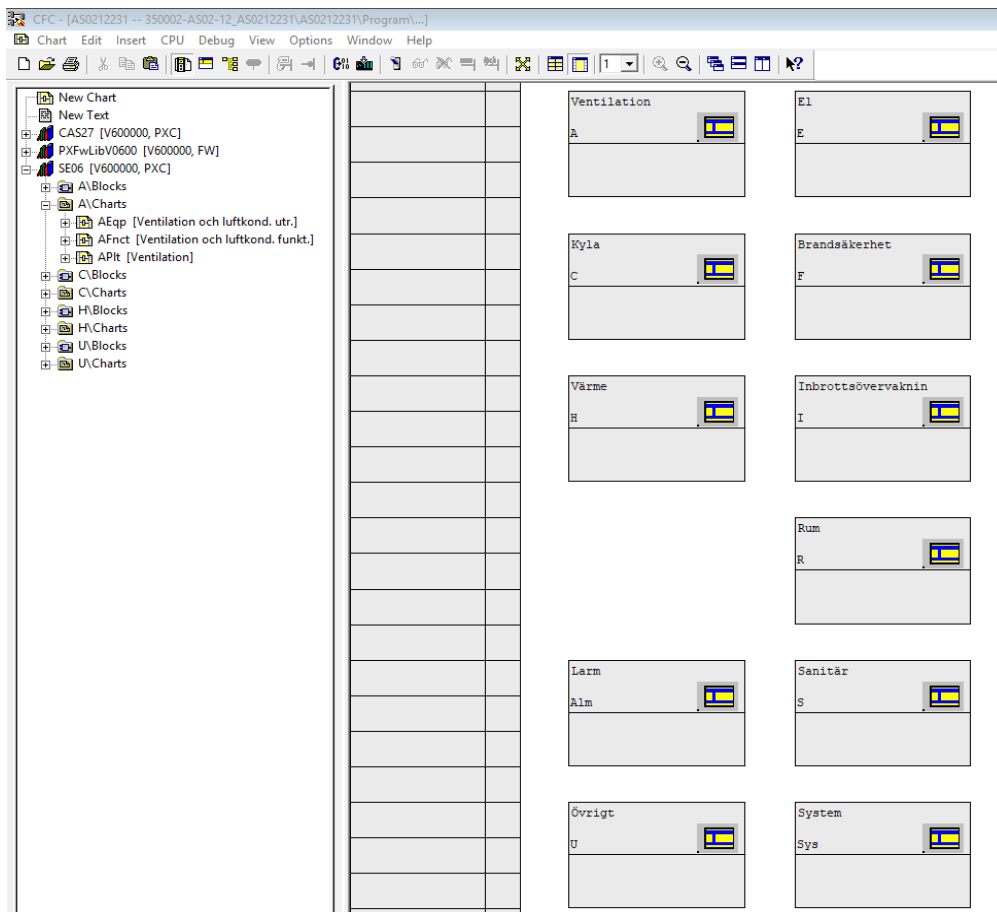 CFC - [AS0212231 -- 350002-AS02-12_AS0212231\AS0212231\Program\...]
Chart Edit Insert CPU Debug View Options Window Help
1
New Chart
New Text
CAS27 [V600000, PXC]
PXFwLibV0600 [V600000, FW]
SE06 [V600000, PXC]
A\Blocks
A\Charts
AEqp [Ventilation och luftkond. utr.]
AFnct [Ventilation och luftkond. funkt.]
APlt [Ventilation]
C\Blocks
C\Charts
H\Blocks
H\Charts
U\Blocks
U\Charts
Ventilation
A
El
E
Kyla
C
Brandsäkerhet
F
Värme
H
Inbrottsövervaknin
I
Rum
R
Larm
Alm
Sanitär
S
Övrigt
U
System
Sys